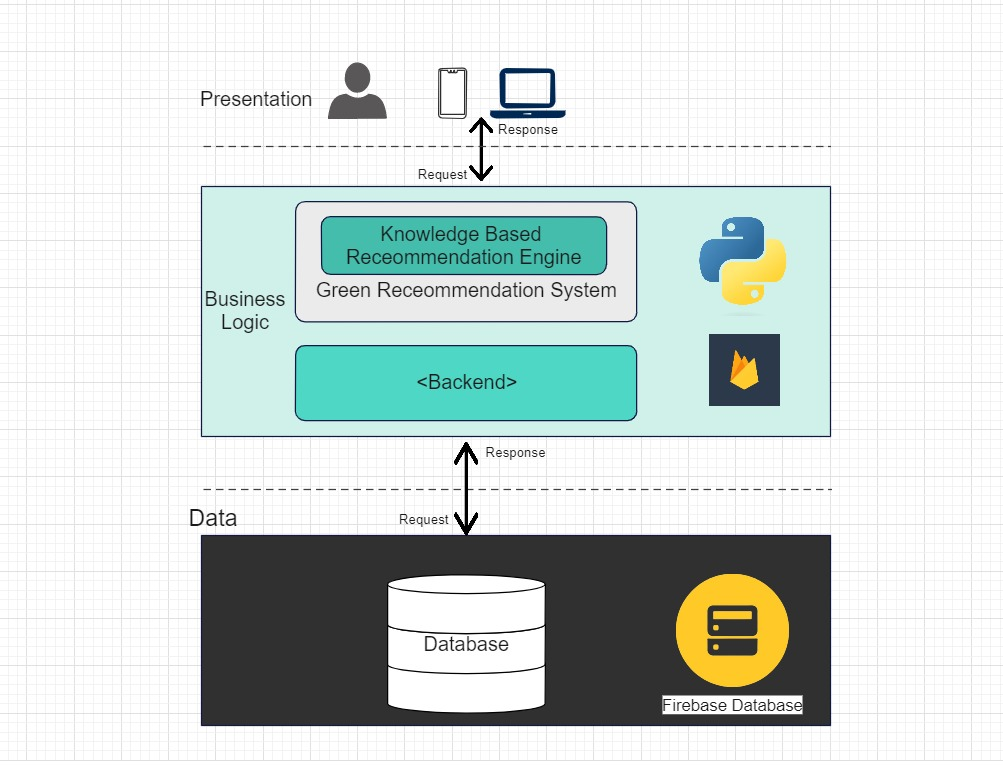 Presentation
Response
Request
Knowledge Based
Receommendation Engine
Green Receommendation System
Business
Logic
<Backend>
Response
Request
Data
Database
Firebase Database